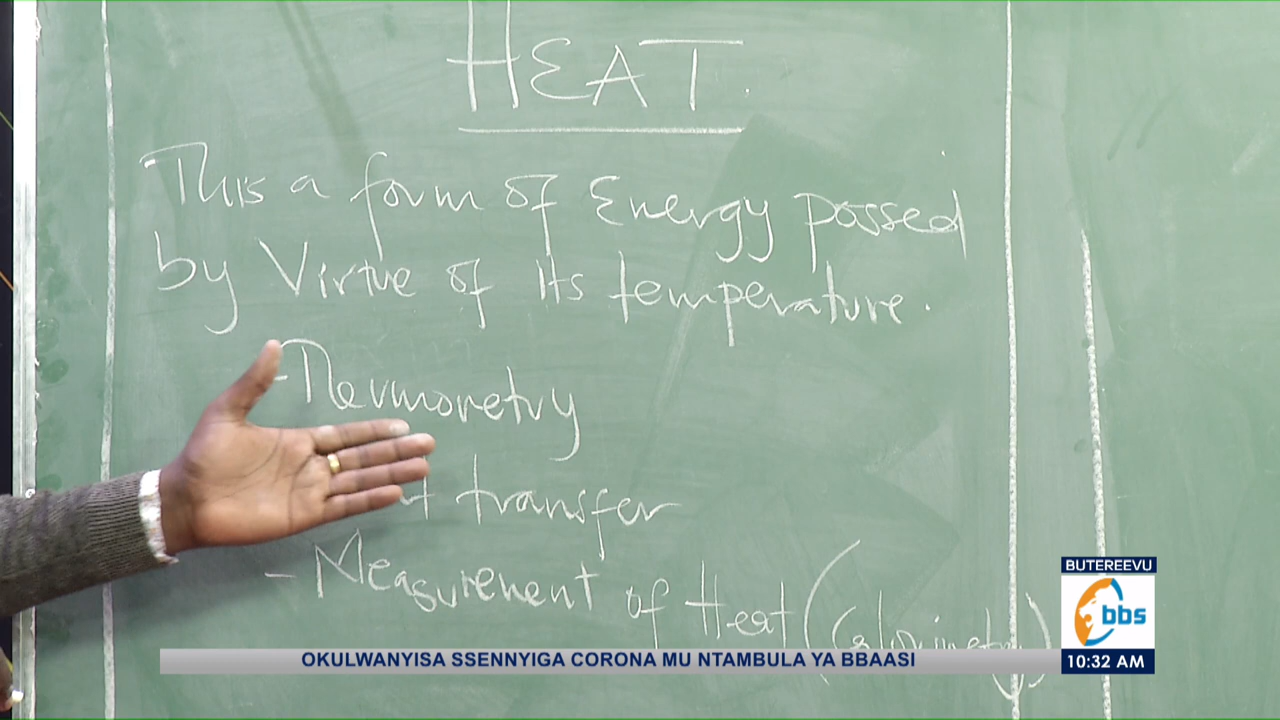 HEAT.
This a form of Energy passed
by Virtue of its temperature.
- Thermometry
transfer
- Measurement of Heat (Calorimetry)
BUTEREEVU
bbs
OKULWANYISA SSENNYIGA CORONA MU NTAMBULA YA BBAASI
10:32 AM